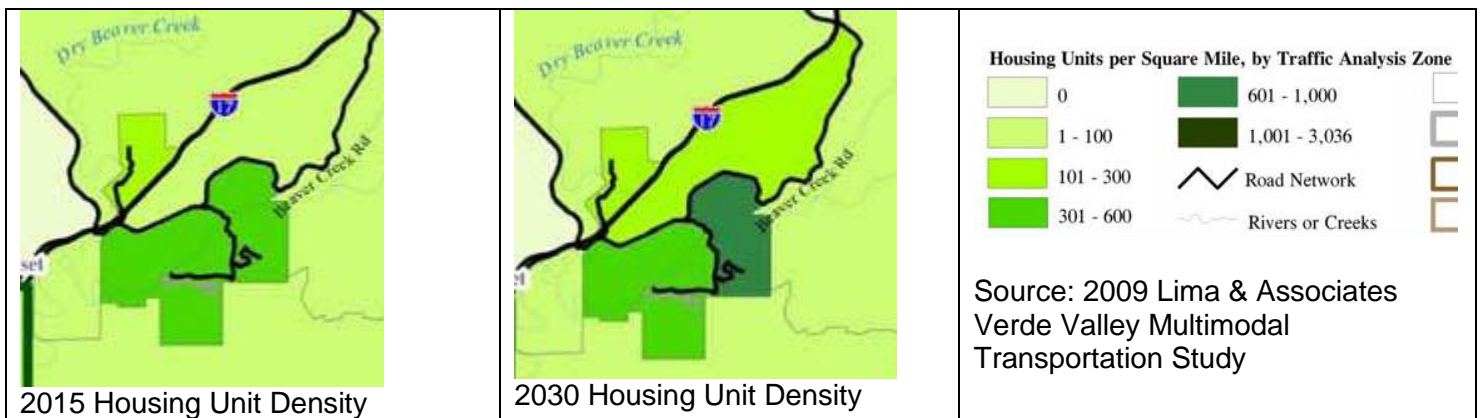 Dry Beaver Creek
17
Beaver Creek Rd
set
2015 Housing Unit Density
Dry Beaver Creek
17
Beaver Creek Rd
et
2030 Housing Unit Density
Housing Units per Square Mile, by Traffic Analysis Zone
0
601 - 1,000
1 - 100
1,001 - 3,036
101 - 300
Road Network
301 - 600
Rivers or Creeks
Source: 2009 Lima & Associates
Verde Valley Multimodal
Transportation Study